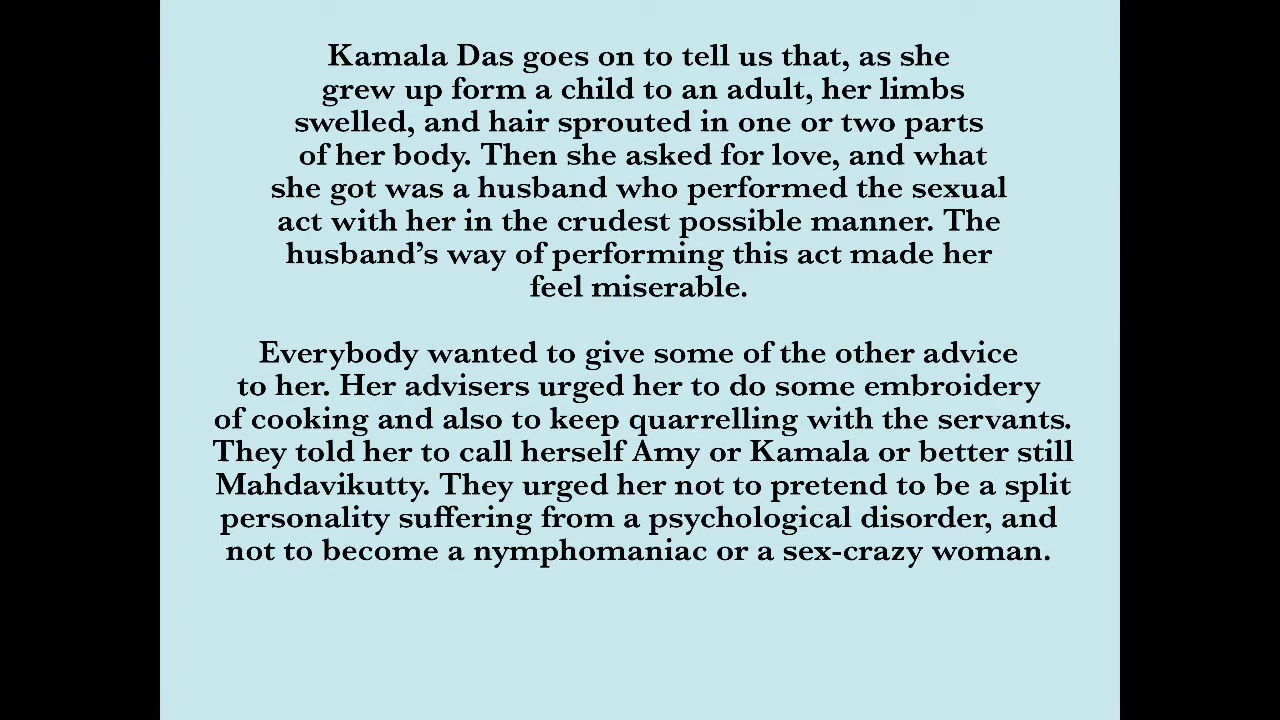 Kamala Das goes on to tell us that, as she
grew up form a child to an adult, her limbs
swelled, and hair sprouted in one or two parts
of her body. Then she asked for love, and what
she got was a husband who performed the sexual
act with her in the crudest possible manner. The
husband’s way of performing this act made her
feel miserable.
Everybody wanted to give some of the other advice
to her. Her advisers urged her to do some embroidery
of cooking and also to keep quarrelling with the servants.
They told her to call herself Amy or Kamala or better still
Mahdavikutty. They urged her not to pretend to be a split
personality suffering from a psychological disorder, and
not to become a nymphomaniac or a sex-crazy woman.